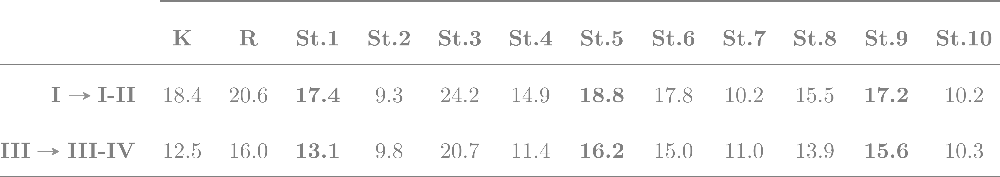 K R St.1 St.2 St.3 St.4 St.5 St.6 St.7 St.8 St.9 St.10
I → I-II 18.4 20.6 17.4 9.3 24.2 14.9 18.8 17.8 10.2 15.5 17.2 10.2
III → III-IV 12.5 16.0 13.1 9.8 20.7 11.4 16.2 15.0 11.0 13.9 15.6 10.3